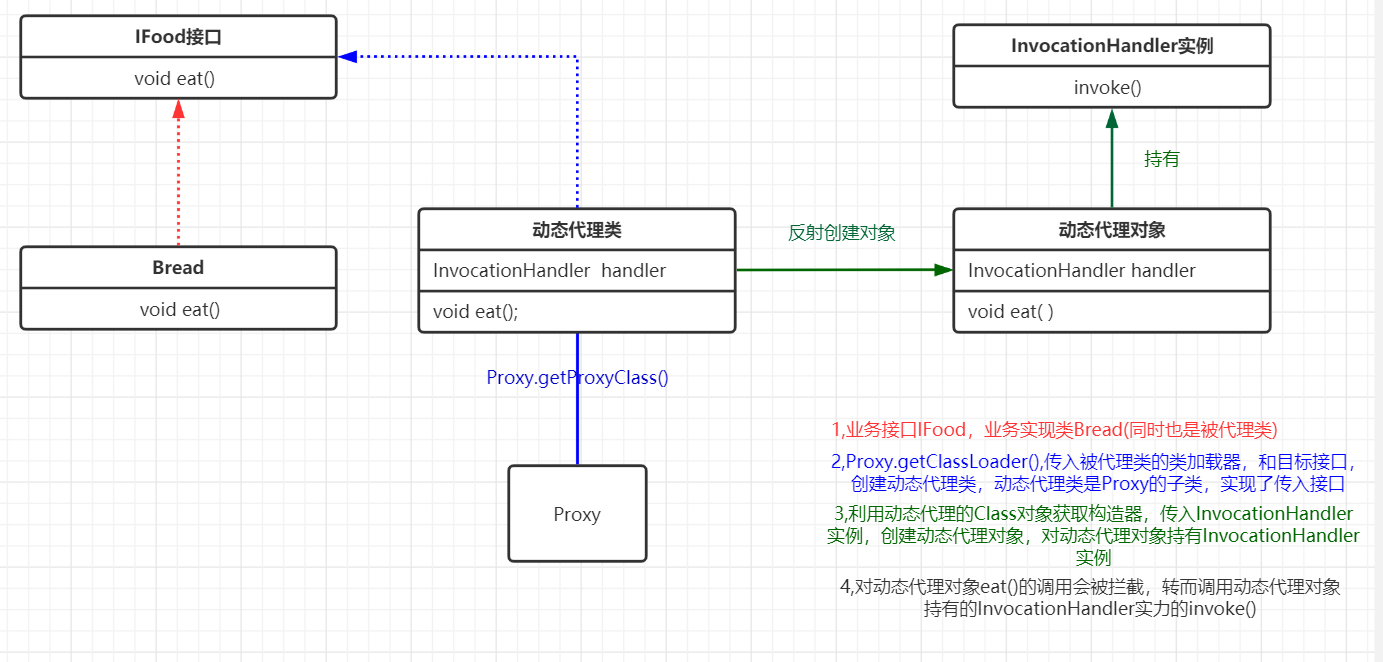 IFood接口
void eat()
InvocationHandler实例
invoke()
持有
Bread
void eat()
动态代理类
InvocationHandler  handler
void eat();
反射创建对象
动态代理对象
InvocationHandler handler
void eat( )
Proxy.getProxyClass()
Proxy
1,业务接口IFood，业务实现类Bread(同时也是被代理类)
2,Proxy.getClassLoader(),传入被代理类的类加载器，和目标接口，
创建动态代理类，动态代理类是Proxy的子类，实现了传入接口
3,利用动态代理的Class对象获取构造器，传入InvocationHandler
实例，创建动态代理对象，对动态代理对象持有InvocationHandler
实例
4,对动态代理对象eat()的调用会被拦截，转而调用动态代理对象
持有的InvocationHandler实力的invoke()